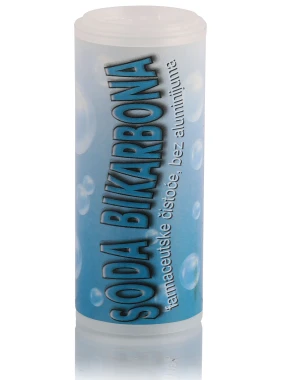 SODA BIKARBONA
farmaceutske čistoće, bez aluminijuma